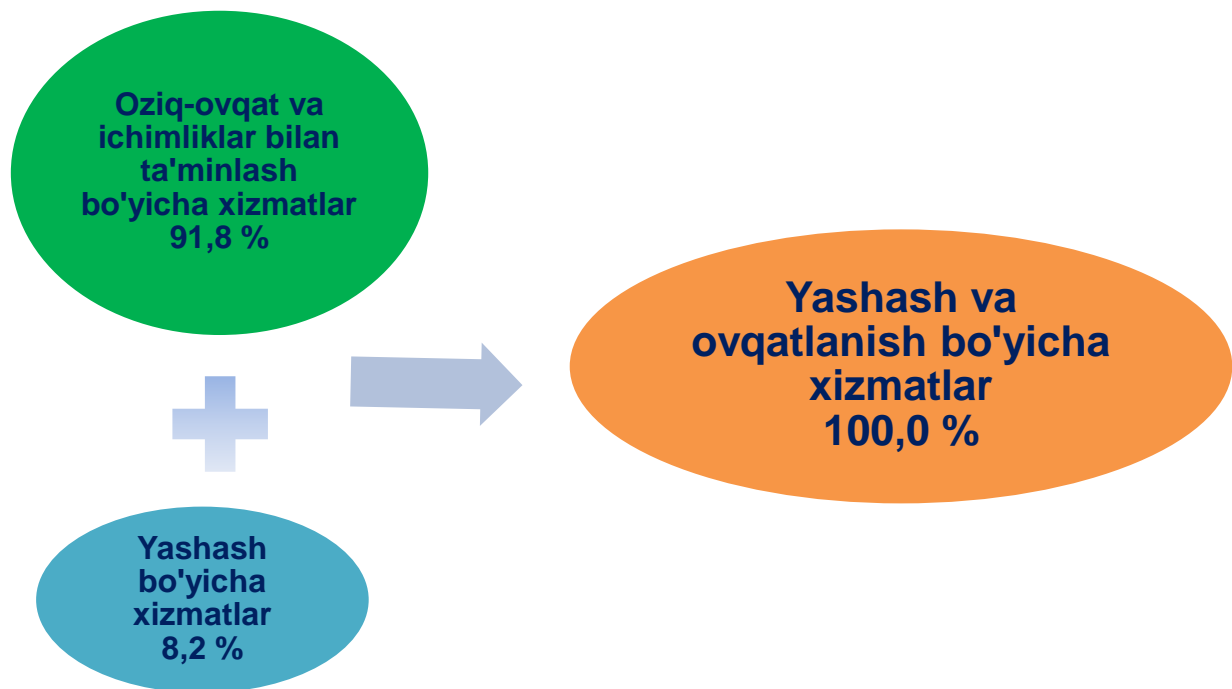 Oziq-ovqat va
ichimliklar bilan
ta'minlash
bo'yicha xizmatlar
91,8 %
Yashash va
ovqatlanish bo'yicha
xizmatlar
100,0 %
Yashash
bo'yicha
xizmatlar
8,2 %